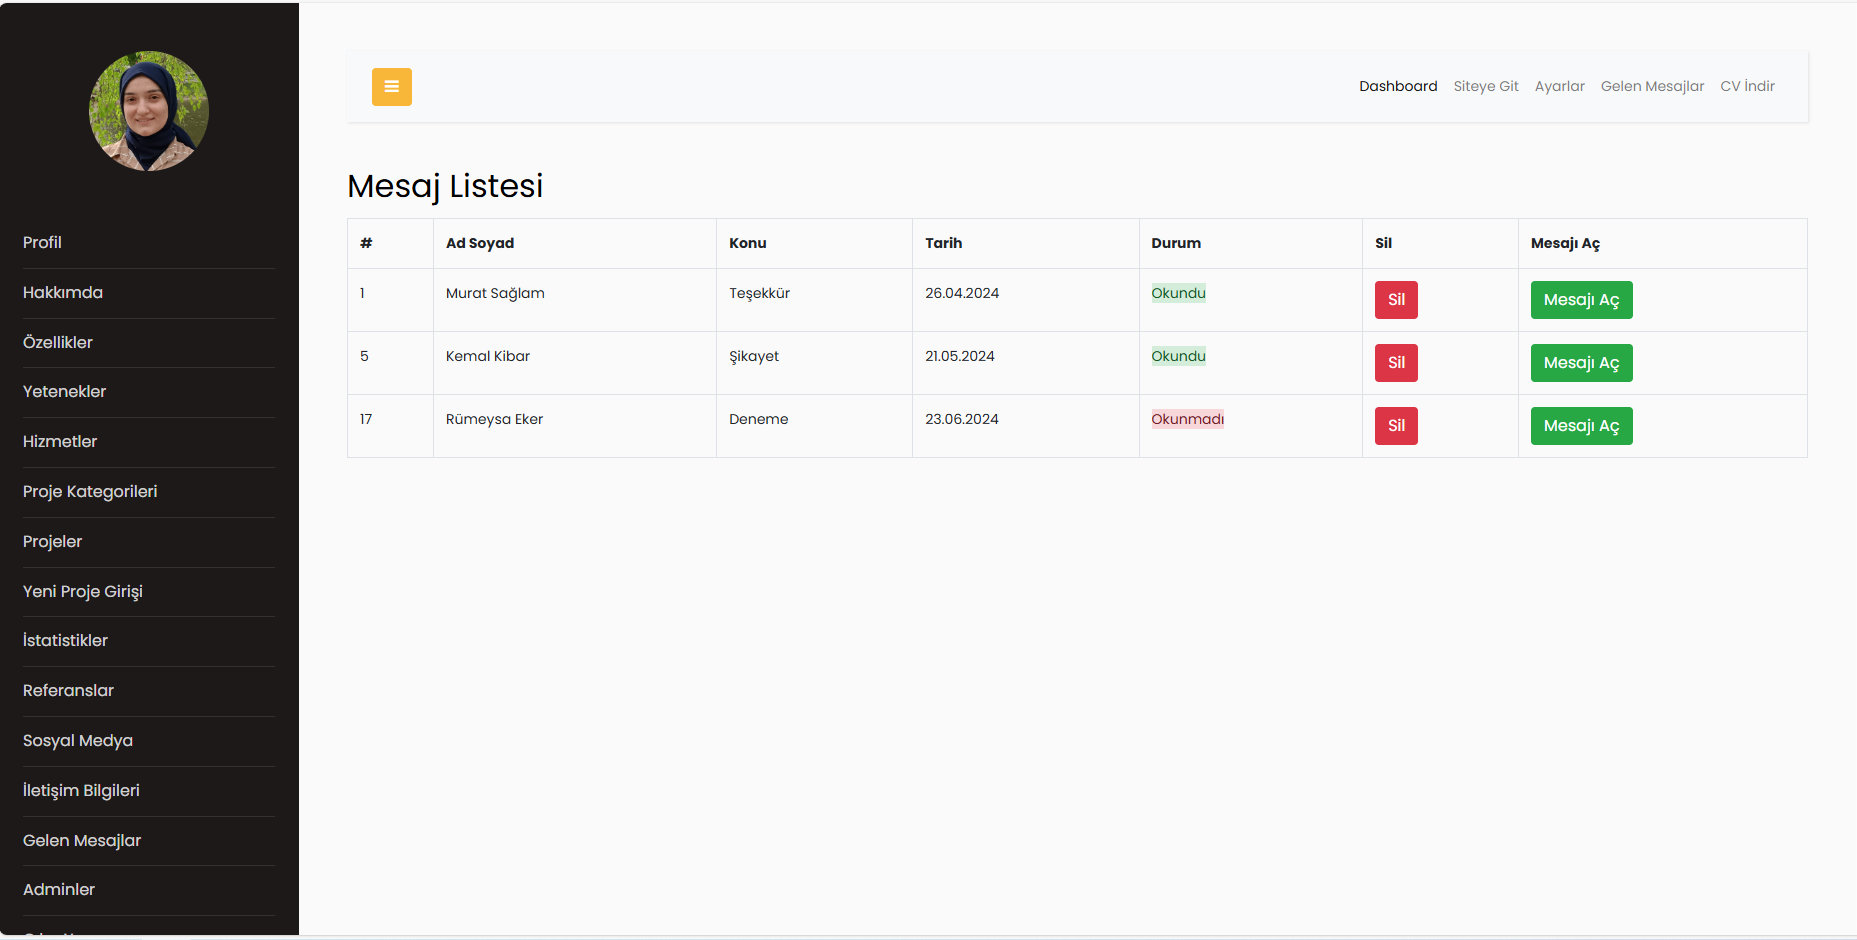 Dashboard Siteye Git Ayarlar Gelen Mesajlar CV İndir
Profil
Hakkımda
Özellikler
Yetenekler
Hizmetler
Proje Kategorileri
Projeler
Yeni Proje Girişi
İstatistikler
Referanslar
Sosyal Medya
İletişim Bilgileri
Gelen Mesajlar
Adminler
Mesaj Listesi
# Ad Soyad Konu Tarih Durum Sil Mesajı Aç
1 Murat Sağlam Teşekkür 26.04.2024 Okundu Sil Mesajı Aç
5 Kemal Kibar Şikayet 21.05.2024 Okundu Sil Mesajı Aç
17 Rümeysa Eker Deneme 23.06.2024 Okunmadı Sil Mesajı Aç